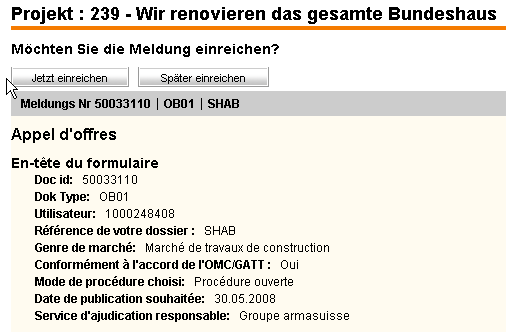 Projekt : 239 - Wir renovieren das gesamte Bundeshaus
Möchten Sie die Meldung einreichen?
Jetzt einreichen Später einreichen
Meldungs Nr 50033110 | OB01 | SHAB
Appel d'offres
En-tête du formulaire
Doc id: 50033110
Dok Type: OB01
Utilisateur: 1000248408
Référence de votre dossier : SHAB
Genre de marché: Marché de travaux de construction
Conformément à l'accord de l'OMC/GATT : Oui
Mode de procédure choisi: Procédure ouverte
Date de publication souhaitée: 30.05.2008
Service d'ajudication responsable: Groupe armasuisse